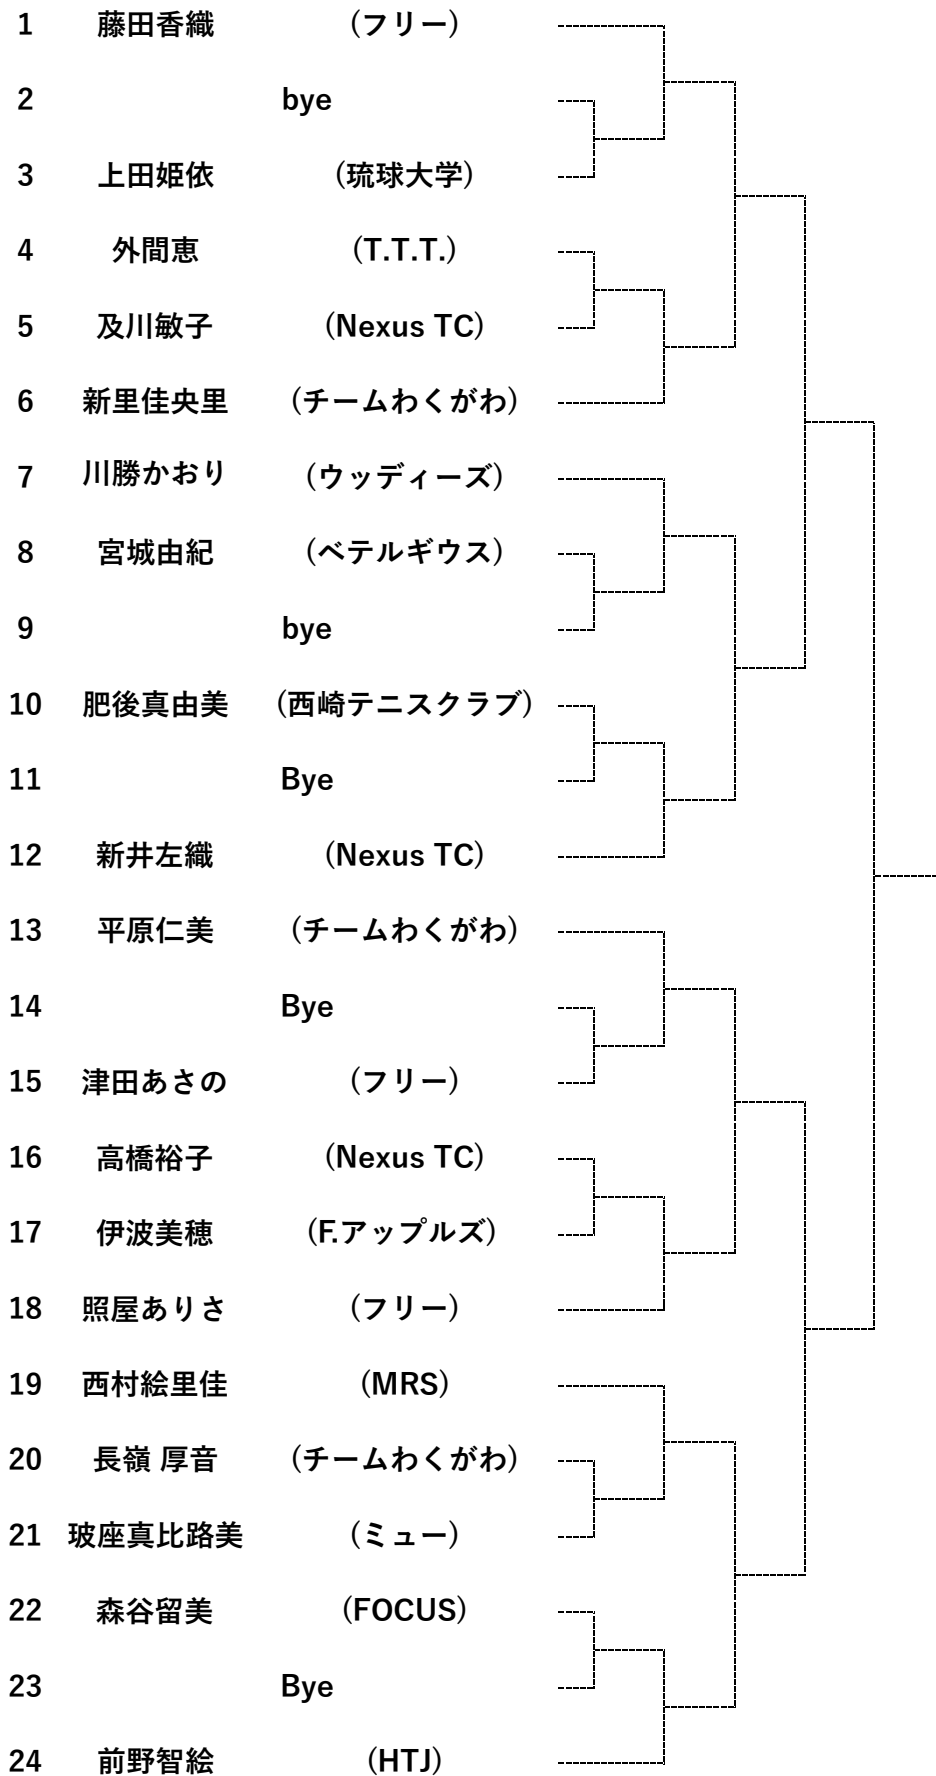 1 藤田香織 (フリー)
2 bye
3 上田姫依 (琉球大学)
4 外間恵 (T.T.T.)
5 及川敏子 (Nexus TC)
6 新里佳央里 (チームわくがわ)
7 川勝かおり (ウッディーズ)
8 宮城由紀 (ベテルギウス)
9 bye
10 肥後真由美 (西崎テニスクラブ)
11 Bye
12 新井左織 (Nexus TC)
13 平原仁美 (チームわくがわ)
14 Bye
15 津田あさの (フリー)
16 高橋裕子 (Nexus TC)
17 伊波美穂 (F.アップルズ)
18 照屋ありさ (フリー)
19 西村絵里佳 (MRS)
20 長嶺 厚音 (チームわくがわ)
21 玻座真比路美 (ミュー)
22 森谷留美 (FOCUS)
23 Bye
24 前野智絵 (HTJ)